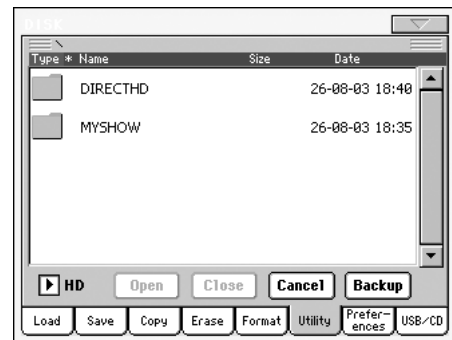 DISK
Type * Name Size Date
DIRECTHD 26-08-03 18:40
MYSHOW 26-08-03 18:35
HD Open Close Cancel Backup
Load Save Copy Erase Format Utility Prefer-
ences USB/CD